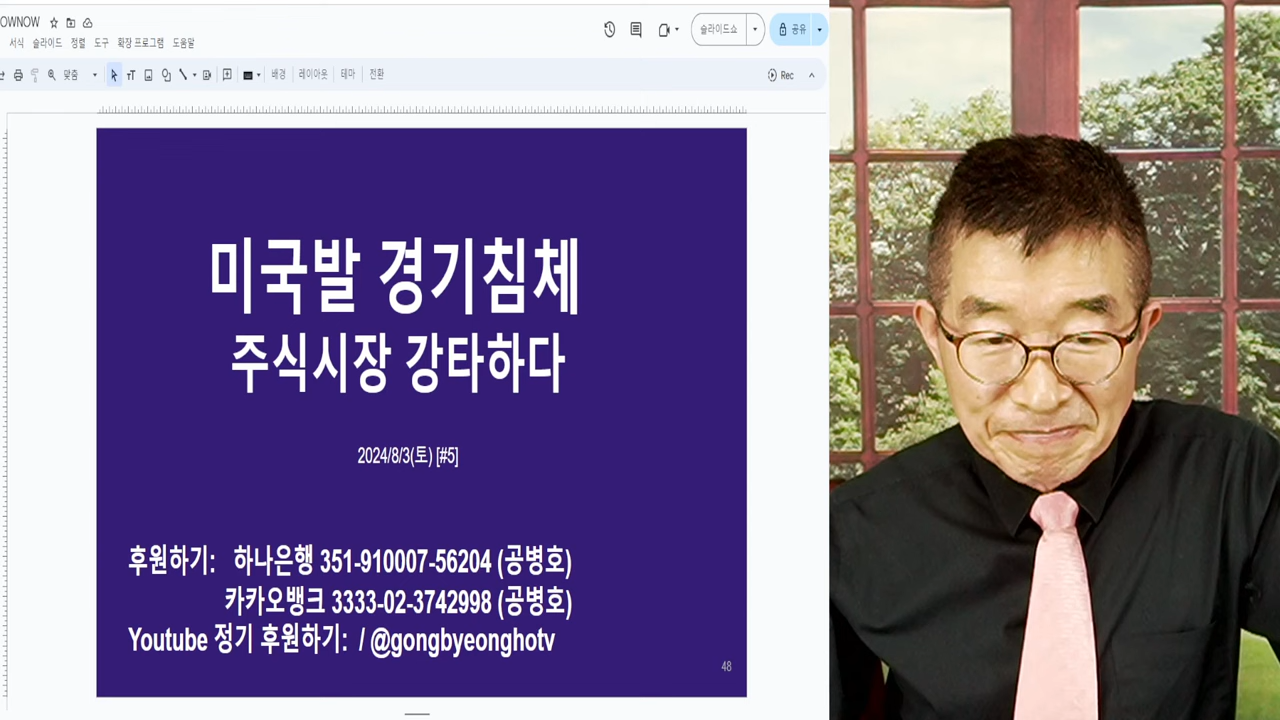 OWNOW
서식 슬라이드 정렬 도구 확장 프로그램 도움말
슬라이드쇼
공유
맞춤
배경 레이아웃 테마 전환
Rec
미국발 경기침체
주식시장 강타하다
2024/8/3(토) [#5]
후원하기: 하나은행 351-910007-56204 (공병호)
카카오뱅크 3333-02-3742998 (공병호)
Youtube 정기 후원하기: / @gongbyeonghotv
48